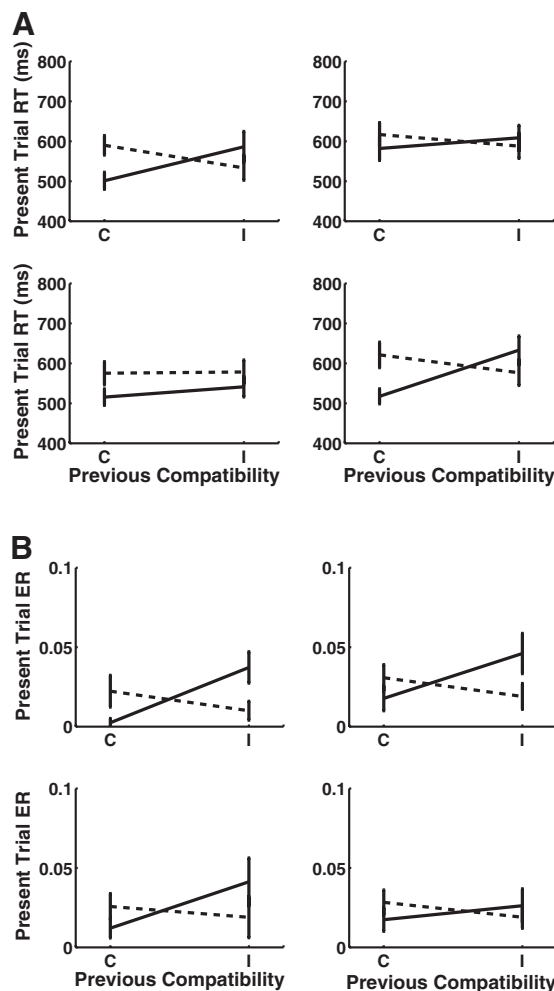 A
Present Trial RT (ms)
800
700
600
500
400
C
I
800
700
600
500
400
C
I
Present Trial RT (ms)
800
700
600
500
400
C
I
Previous Compatibility
800
700
600
500
400
C
I
Previous Compatibility
B
Present Trial ER
0.1
0.05
0
C
I
0.1
0.05
0
C
I
Present Trial ER
0.1
0.05
0
C
I
Previous Compatibility
0.1
0.05
0
C
I
Previous Compatibility